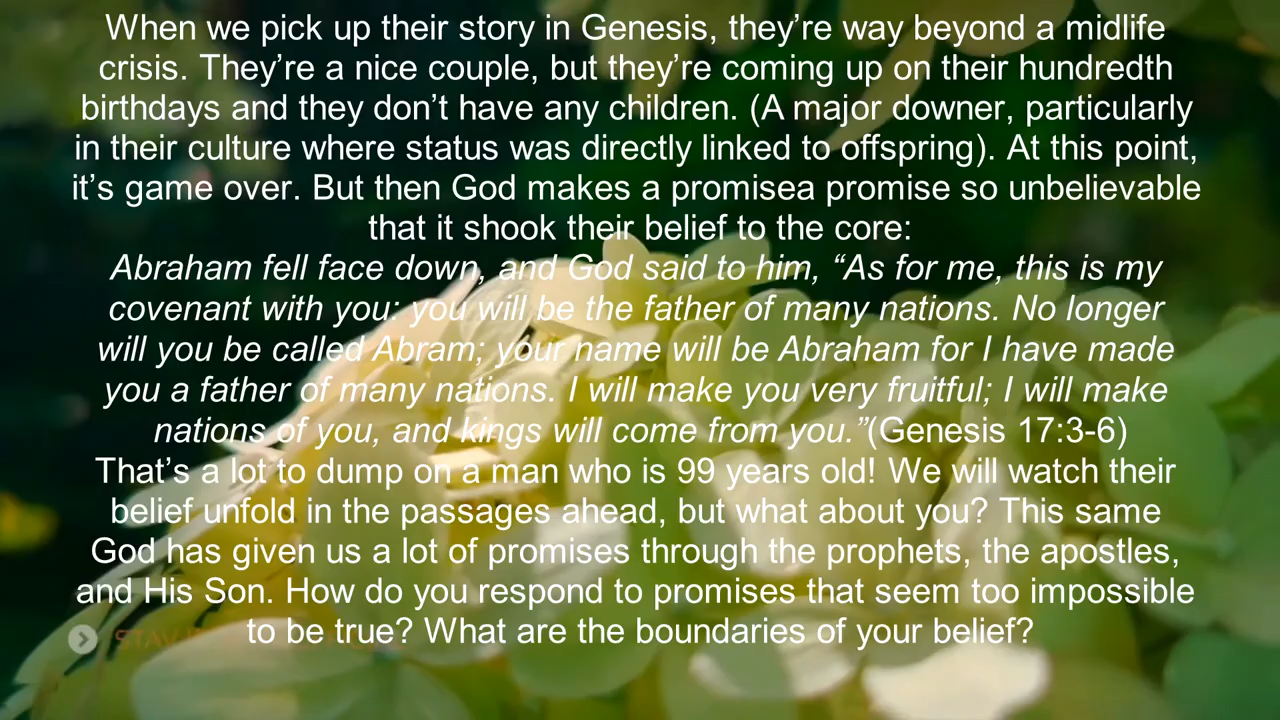 When we pick up their story in Genesis, they’re way beyond a midlife
crisis. They’re a nice couple, but they’re coming up on their hundredth
birthdays and they don’t have any children. (A major downer, particularly
in their culture where status was directly linked to offspring). At this point,
it’s game over. But then God makes a promisea promise so unbelievable
that it shook their belief to the core:
Abraham fell face down, and God said to him, “As for me, this is my
covenant with you: you will be the father of many nations. No longer
will you be called Abram; your name will be Abraham for I have made
you a father of many nations. I will make you very fruitful; I will make
nations of you, and kings will come from you.”(Genesis 17:3-6)
That’s a lot to dump on a man who is 99 years old! We will watch their
belief unfold in the passages ahead, but what about you? This same
God has given us a lot of promises through the prophets, the apostles,
and His Son. How do you respond to promises that seem too impossible
to be true? What are the boundaries of your belief?